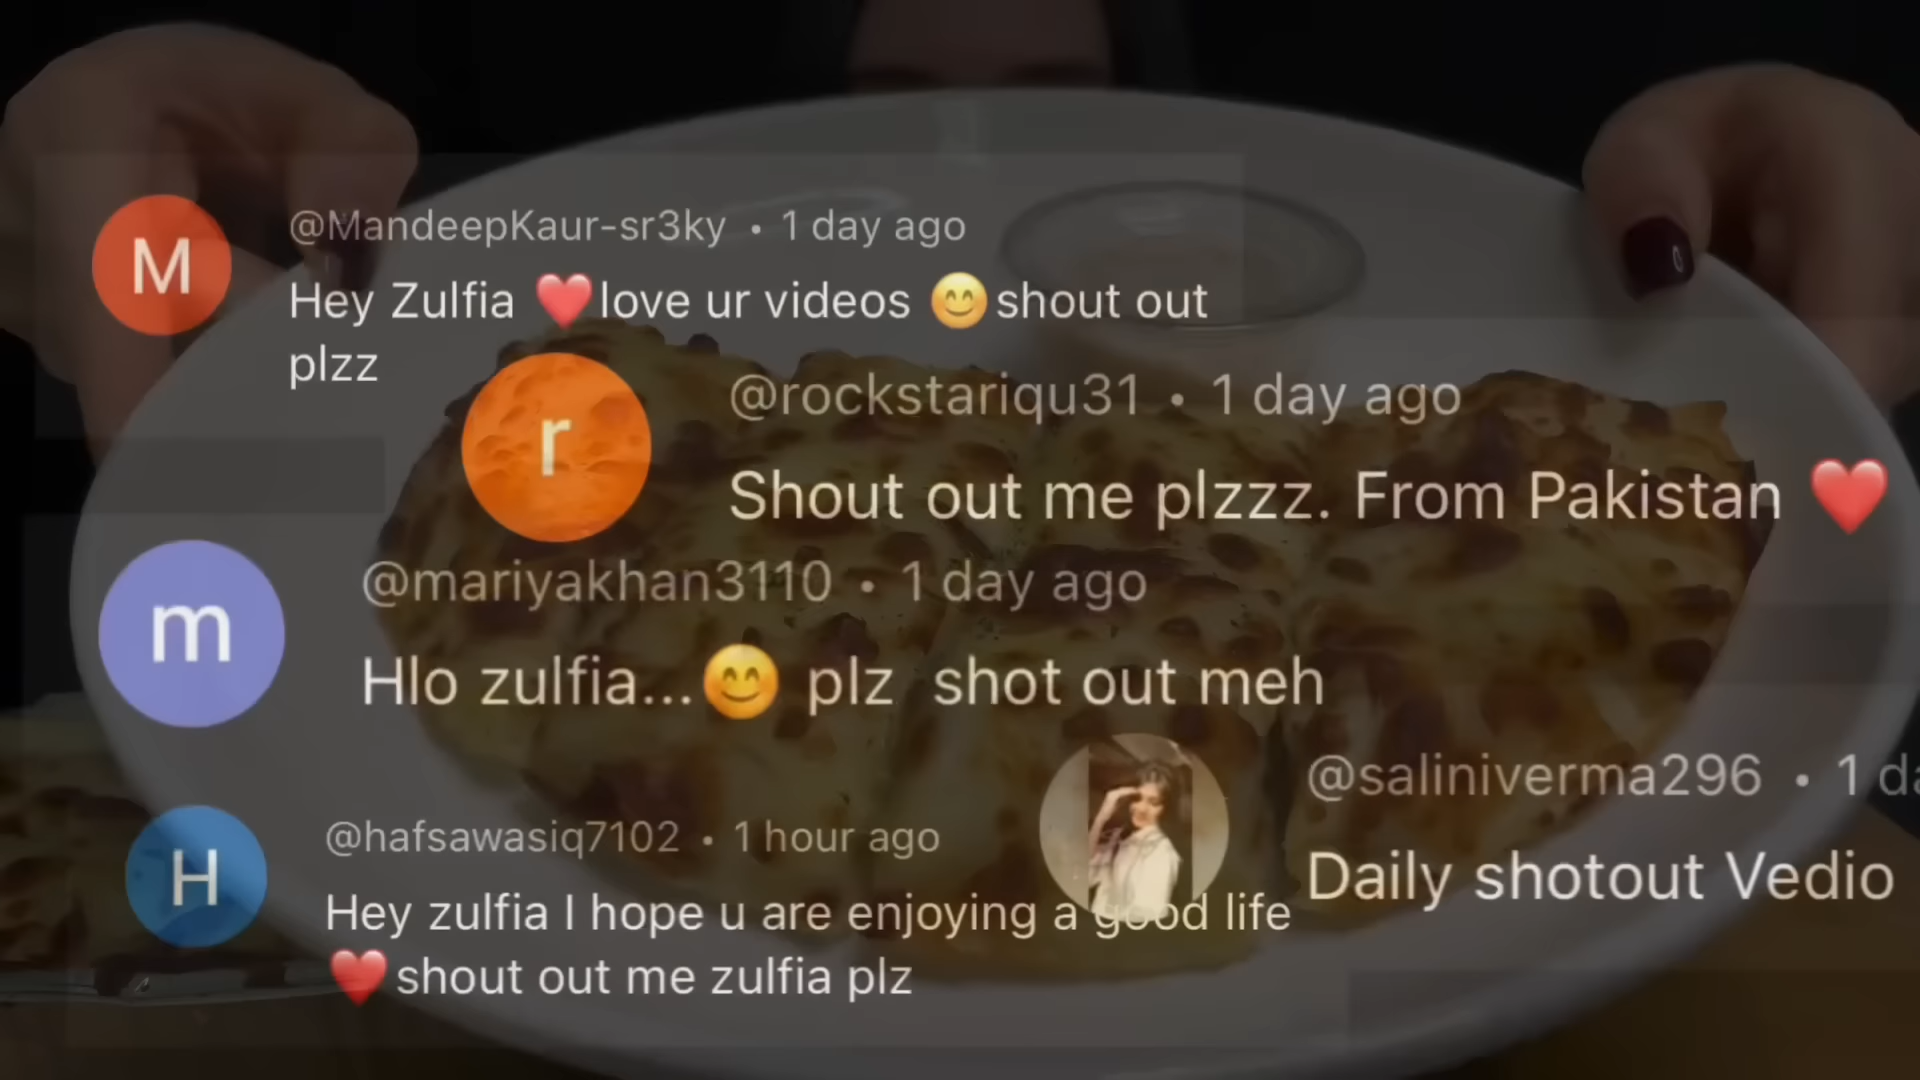 M
@MandeepKaur-sr3ky • 1 day ago
Hey Zulfia ❤️love ur videos 😊shout out
plzz
r
@rockstariqu31 • 1 day ago
Shout out me plzzz. From Pakistan ❤️
m
@mariyakhan3110 • 1 day ago
Hlo zulfia...😊 plz shot out meh
@saliniverma296 • 1
Daily shotout Vedio
H
@hafsawasiq7102 • 1 hour ago
Hey zulfia I hope u are enjoying a good life
❤️shout out me zulfia plz